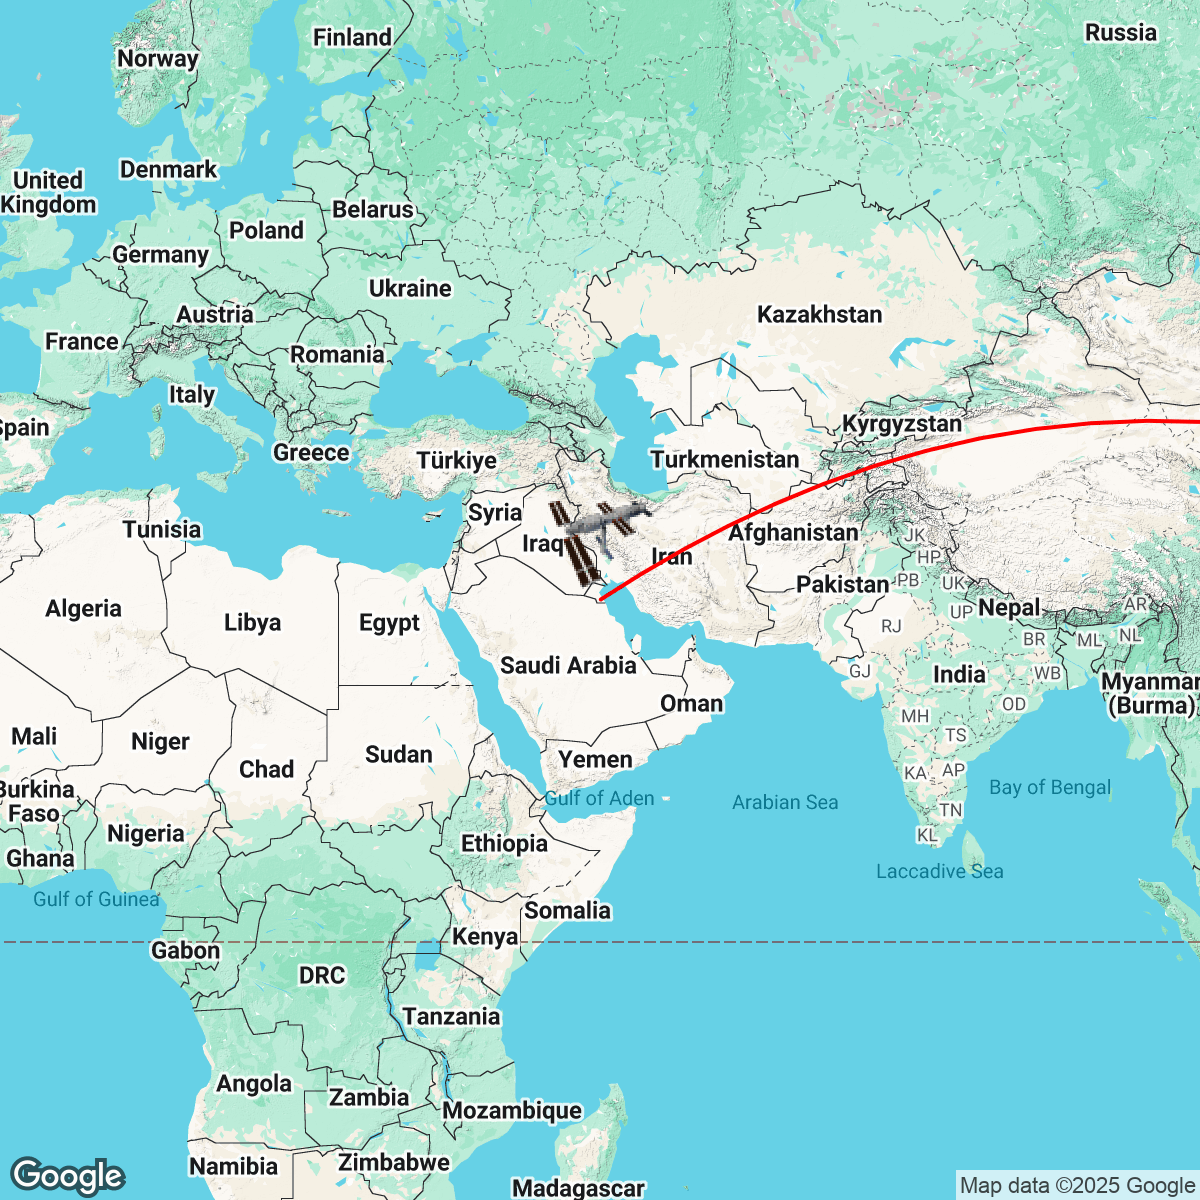 Russia
Finland
Norway
Denmark
United
Kingdom
Belarus
Poland
Germany
Ukraine
Austria
Kazakhstan
France
Romania
Italy
Kyrgyzstan
Spain
Greece
Türkiye
Turkmenistan
Syria
Tunisia
Afghanistan
JK
Iraq
Iran
HP
PB
UK
Pakistan
Algeria
Libya
Egypt
UP
Nepal
AR
RJ
BR
ML
NL
Saudi Arabia
GJ
India
WB
Myanmar
(Burma)
Oman
OD
MH
TS
Mali
Niger
Chad
Sudan
Yemen
KA
AP
Burkina
Faso
Gulf of Aden
Arabian Sea
Bay of Bengal
TN
Nigeria
KL
Ghana
Ethiopia
Laccadive Sea
Gulf of Guinea
Somalia
Kenya
Gabon
DRC
Tanzania
Angola
Zambia
Mozambique
Namibia
Zimbabwe
Madagascar
Google
Map data ©2025 Google